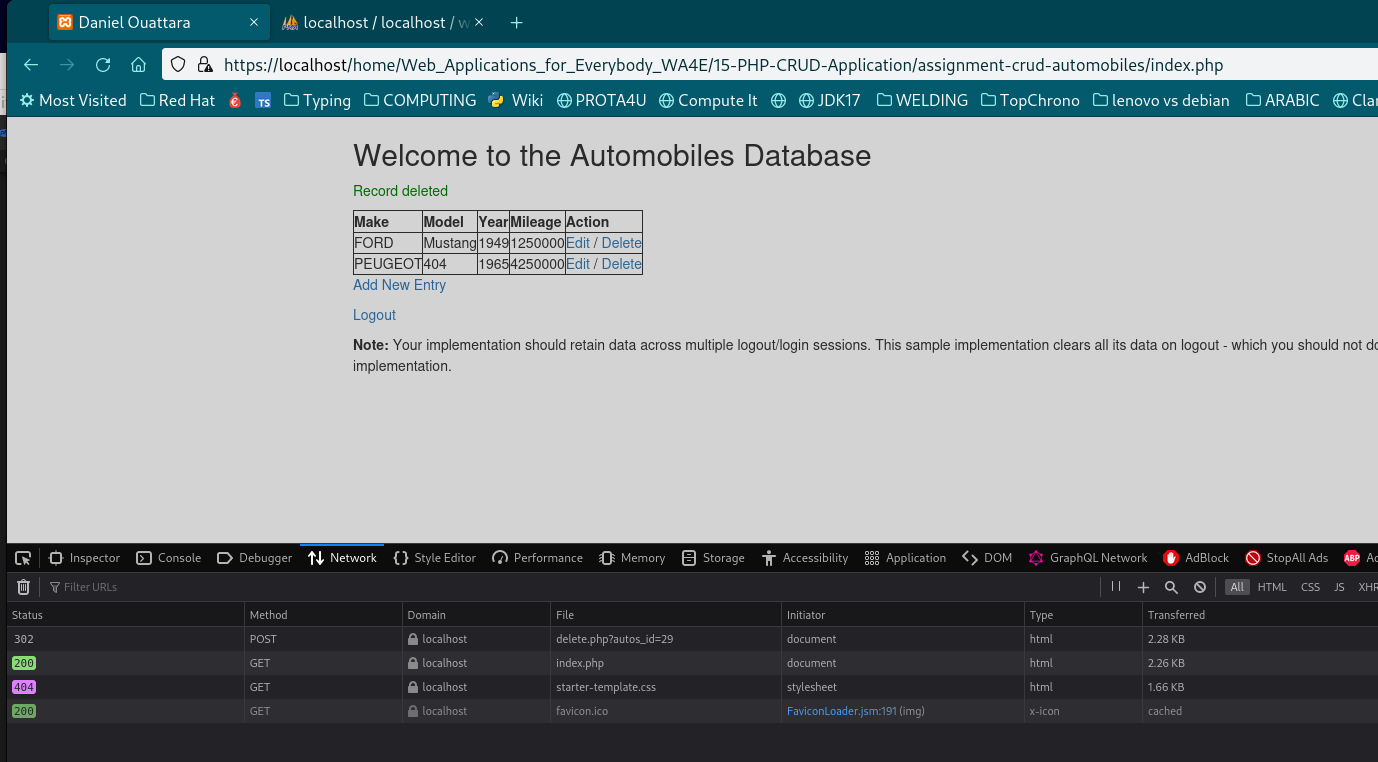 Daniel Ouattara
localhost / localhost / w
https://localhost/home/Web_Applications_for_Everybody_WA4E/15-PHP-CRUD-Application/assignment-crud-automobiles/index.php
Most Visited Red Hat TS Typing COMPUTING Wiki PROTA4U Compute It JDK17 WELDING TopChrono lenovo vs debian ARABIC Clar
Welcome to the Automobiles Database
Record deleted
Make Model Year Mileage Action
FORD Mustang 1949 1250000 Edit / Delete
PEUGEOT 404 1965 4250000 Edit / Delete
Add New Entry
Logout
Note: Your implementation should retain data across multiple logout/login sessions. This sample implementation clears all its data on logout - which you should not do
implementation.
Inspector Console Debugger Network Style Editor Performance Memory Storage Accessibility Application DOM GraphQL Network AdBlock StopAll Ads ABP Ad
Filter URLs All HTML CSS JS XHR
Status Method Domain File Initiator Type Transferred
302 POST localhost delete.php?autos_id=29 document html 2.28 KB
200 GET localhost index.php document html 2.26 KB
404 GET localhost starter-template.css stylesheet html 1.66 KB
200 GET localhost favicon.ico FaviconLoader.jsm:191 (img) x-icon cached